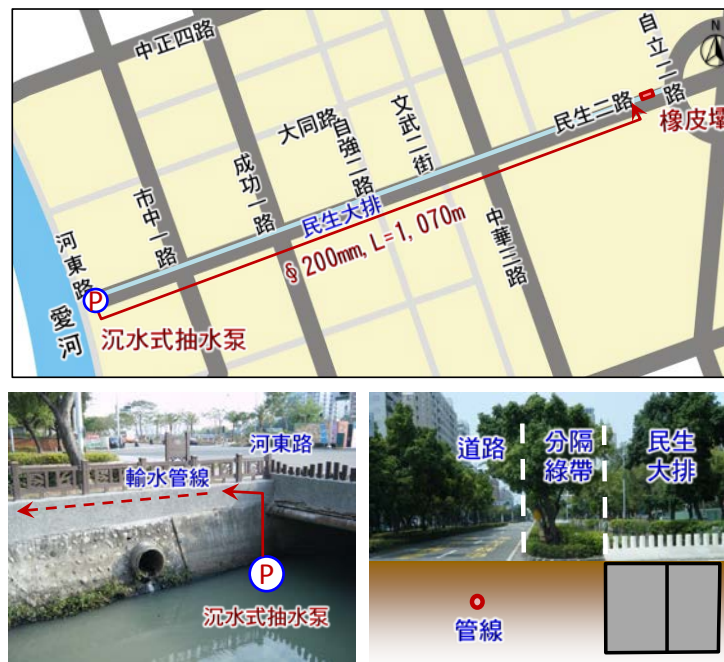 中正四路
自立二路
N
橡皮壩
民生二路
文武二街
大同路
自強二路
成功一路
市中一路
民生大排
§200mm, L=1,070m
中華三路
河東路
P
愛河
沉水式抽水泵
河東路
輸水管線
P
沉水式抽水泵
道路
分隔
綠帶
民生
大排
管線